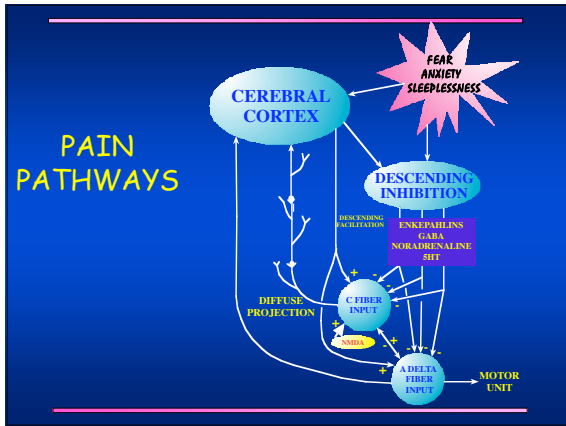 PAIN
PATHWAYS
FEAR
ANXIETY
SLEEPLESSNESS
CEREBRAL
CORTEX
DESCENDING
INHIBITION
DESCENDING
FACILITATION
ENKEPAHLINS
GABA
NORADRENALINE
5HT
+
-
-
-
C FIBER
INPUT
DIFFUSE
PROJECTION
+
NMDA
- +
- - -
+
A DELTA
FIBER
INPUT
MOTOR
UNIT